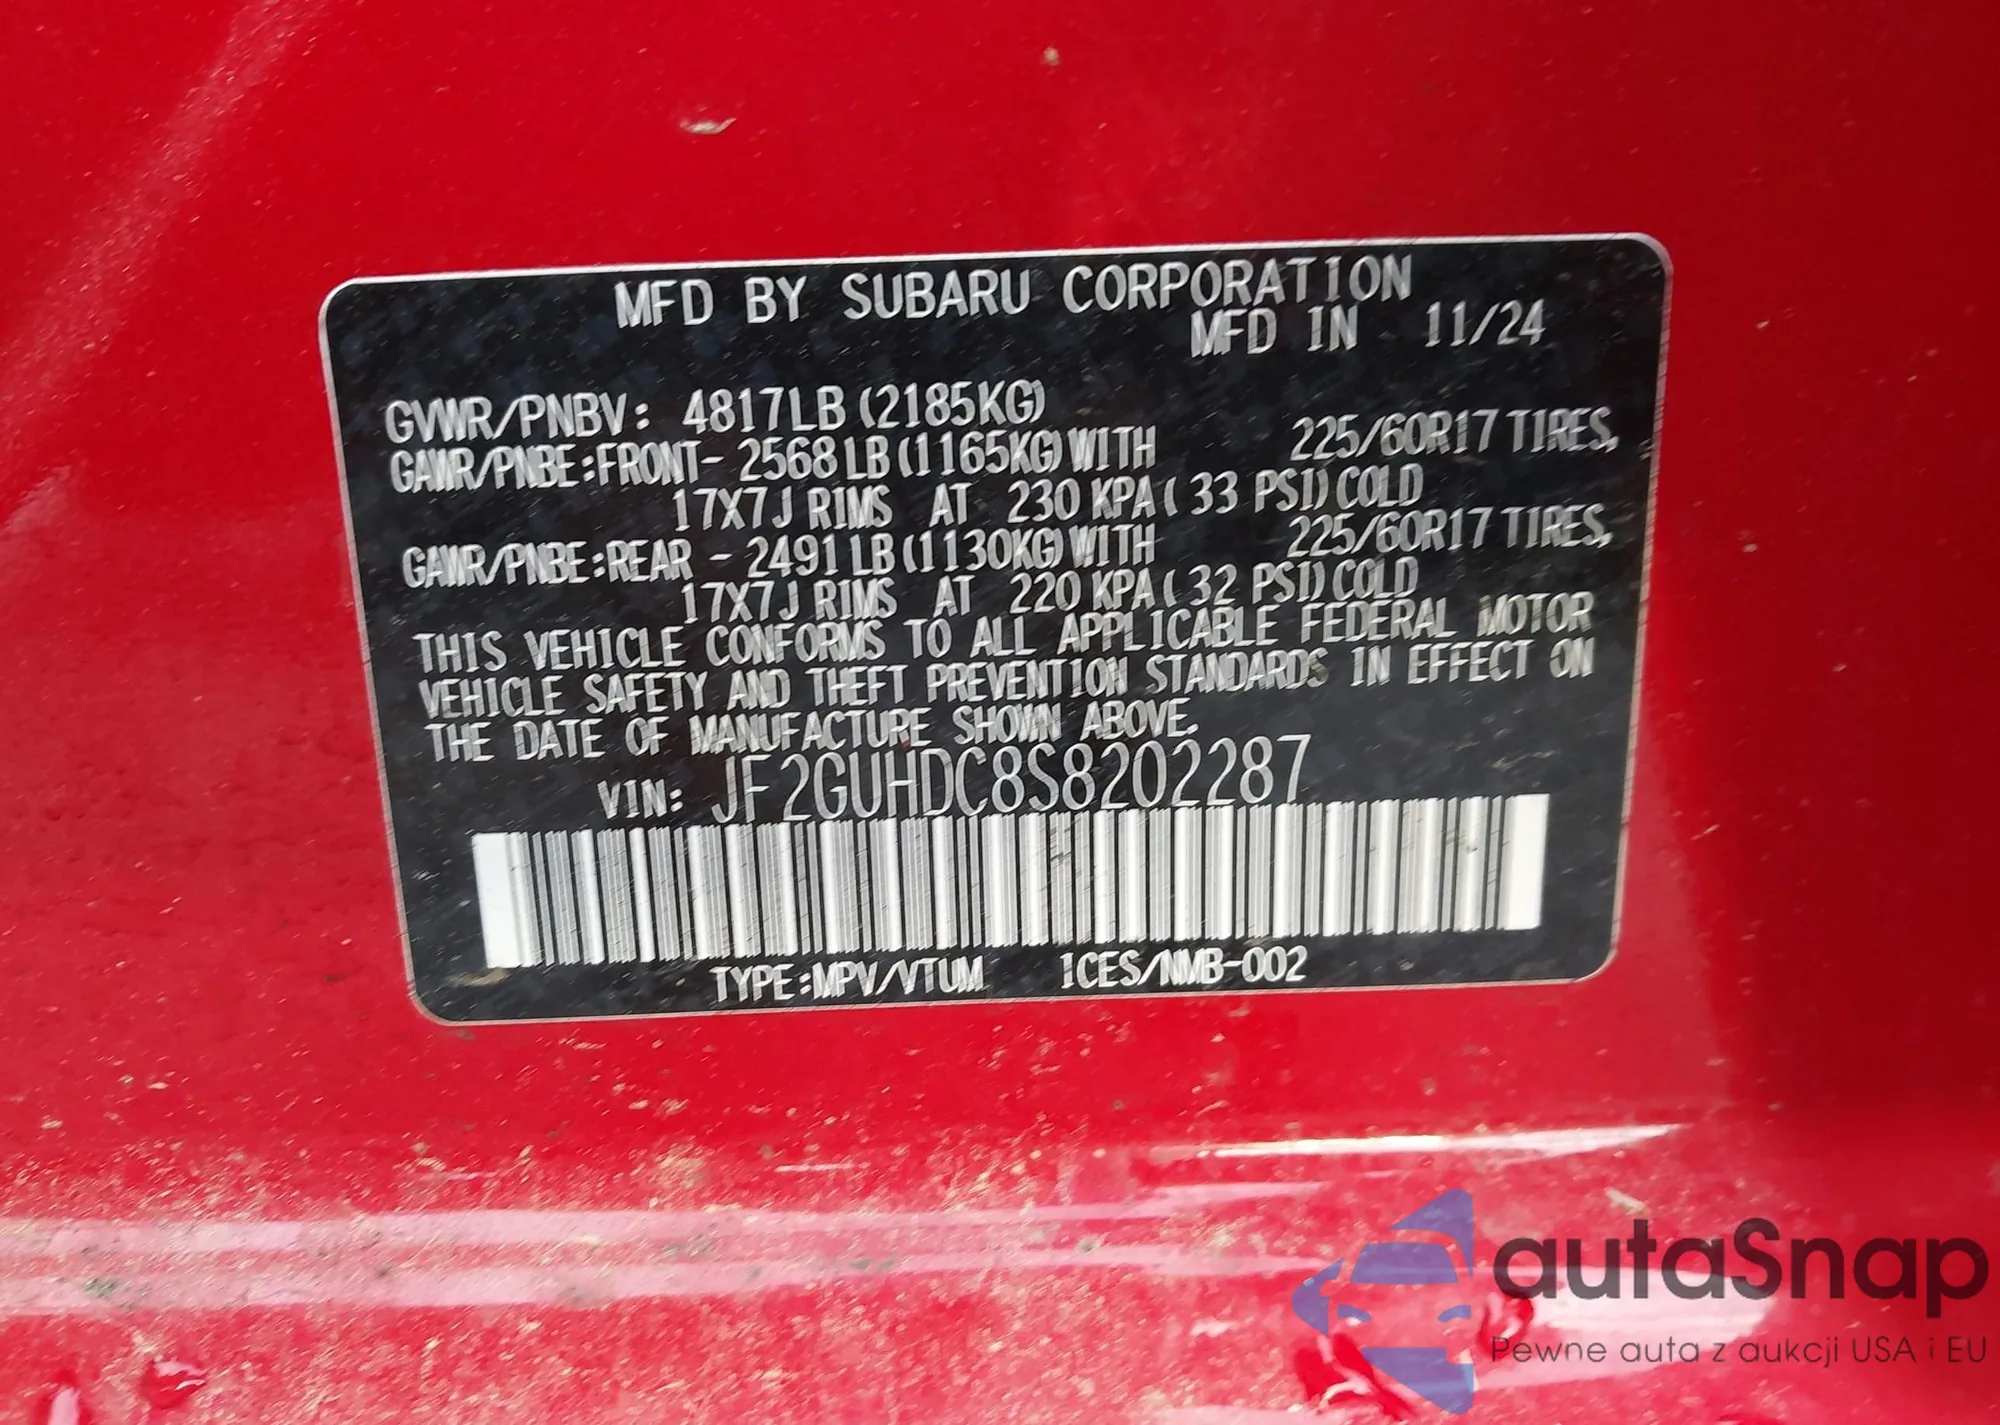 MFD BY SUBARU CORPORATION
MFD IN 11/24
GVWR/PNBV: 4817LB (2185KG)
GAWR/PNBE:FRONT- 2568 LB (1165KG) WITH 225/60R17 TIRES,
17X7J RIMS AT 230 KPA ( 33 PSI) COLD
GAWR/PNBE:REAR - 2491 LB (1130KG) WITH 225/60R17 TIRES,
17X7J RIMS AT 220 KPA ( 32 PSI) COLD
THIS VEHICLE CONFORMS TO ALL APPLICABLE FEDERAL MOTOR
VEHICLE SAFETY AND THEFT PREVENTION STANDARDS IN EFFECT ON
THE DATE OF MANUFACTURE SHOWN ABOVE.
VIN: JF2GUHDC8S8202287
TYPE:MPV/VTUM ICES/NMB-002
autaSnap
Pewne auta z aukcji USA i EU